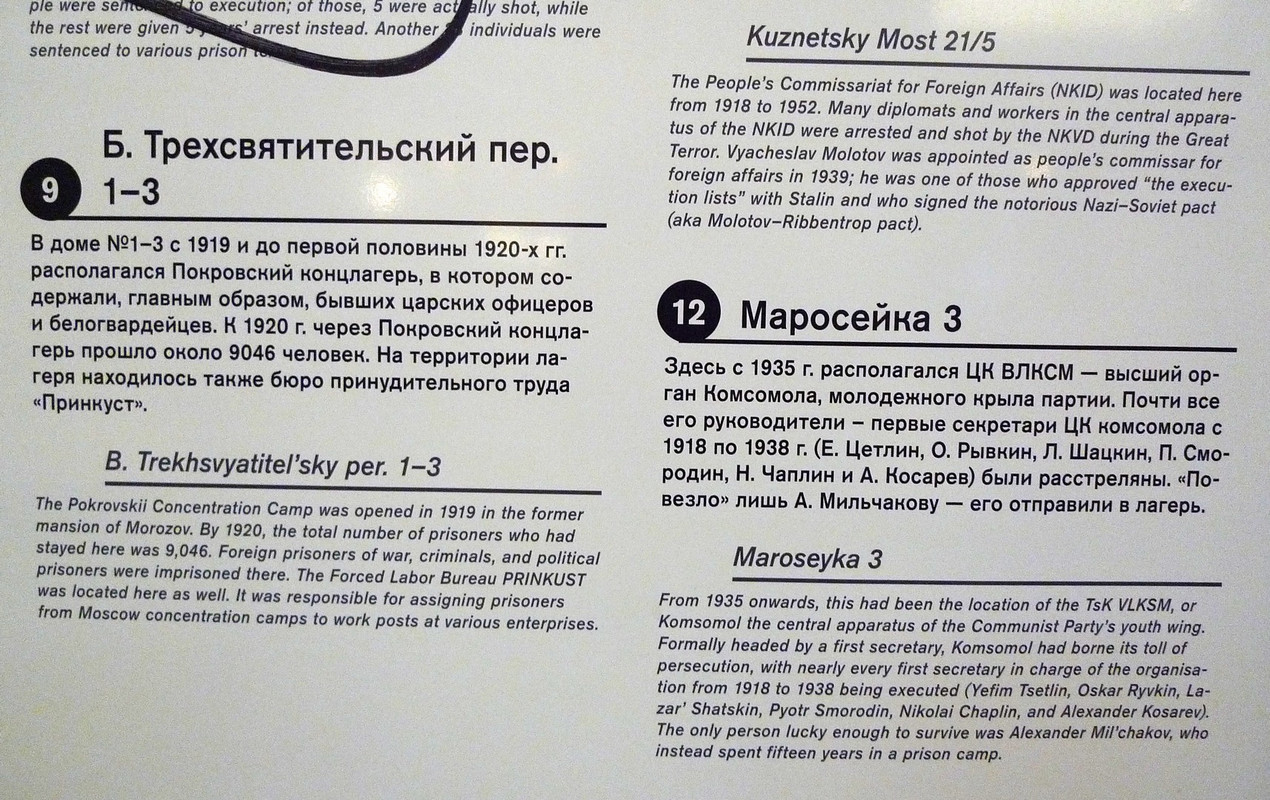 ple were sentenced to execution; of those, 5 were actually shot, while
the rest were given 5 years' arrest instead. Another individuals were
sentenced to various prison
Б. Трехсвятительский пер.
9 1–3
В доме №1–3 с 1919 и до первой половины 1920-х гг.
располагался Покровский концлагерь, в котором со-
держали, главным образом, бывших царских офицеров
и белогвардейцев. К 1920 г. через Покровский концла-
герь прошло около 9046 человек. На территории ла-
геря находилось также бюро принудительного труда
«Принкуст».
B. Trekhsvyatitel'sky per. 1–3
The Pokrovskii Concentration Camp was opened in 1919 in the former
mansion of Morozov. By 1920, the total number of prisoners who had
stayed here was 9,046. Foreign prisoners of war, criminals, and political
prisoners were imprisoned there. The Forced Labor Bureau PRINKUST
was located here as well. It was responsible for assigning prisoners
from Moscow concentration camps to work posts at various enterprises.
Kuznetsky Most 21/5
The People's Commissariat for Foreign Affairs (NKID) was located here
from 1918 to 1952. Many diplomats and workers in the central appara-
tus of the NKID were arrested and shot by the NKVD during the Great
Terror. Vyacheslav Molotov was appointed as people's commissar for
foreign affairs in 1939; he was one of those who approved "the execu-
tion lists" with Stalin and who signed the notorious Nazi–Soviet pact
(aka Molotov–Ribbentrop pact).
12 Маросейка 3
Здесь с 1935 г. располагался ЦК ВЛКСМ — высший ор-
ган Комсомола, молодежного крыла партии. Почти все
его руководители – первые секретари ЦК комсомола с
1918 по 1938 г. (Е. Цетлин, О. Рывкин, Л. Шацкин, П. Смо-
родин, Н. Чаплин и А. Косарев) были расстреляны. «По-
везло» лишь А. Мильчакову — его отправили в лагерь.
Maroseyka 3
From 1935 onwards, this had been the location of the TsK VLKSM, or
Komsomol the central apparatus of the Communist Party's youth wing.
Formally headed by a first secretary, Komsomol had borne its toll of
persecution, with nearly every first secretary in charge of the organisa-
tion from 1918 to 1938 being executed (Yefim Tsetlin, Oskar Ryvkin, La-
zar' Shatskin, Pyotr Smorodin, Nikolai Chaplin, and Alexander Kosarev).
The only person lucky enough to survive was Alexander Mil'chakov, who
instead spent fifteen years in a prison camp.